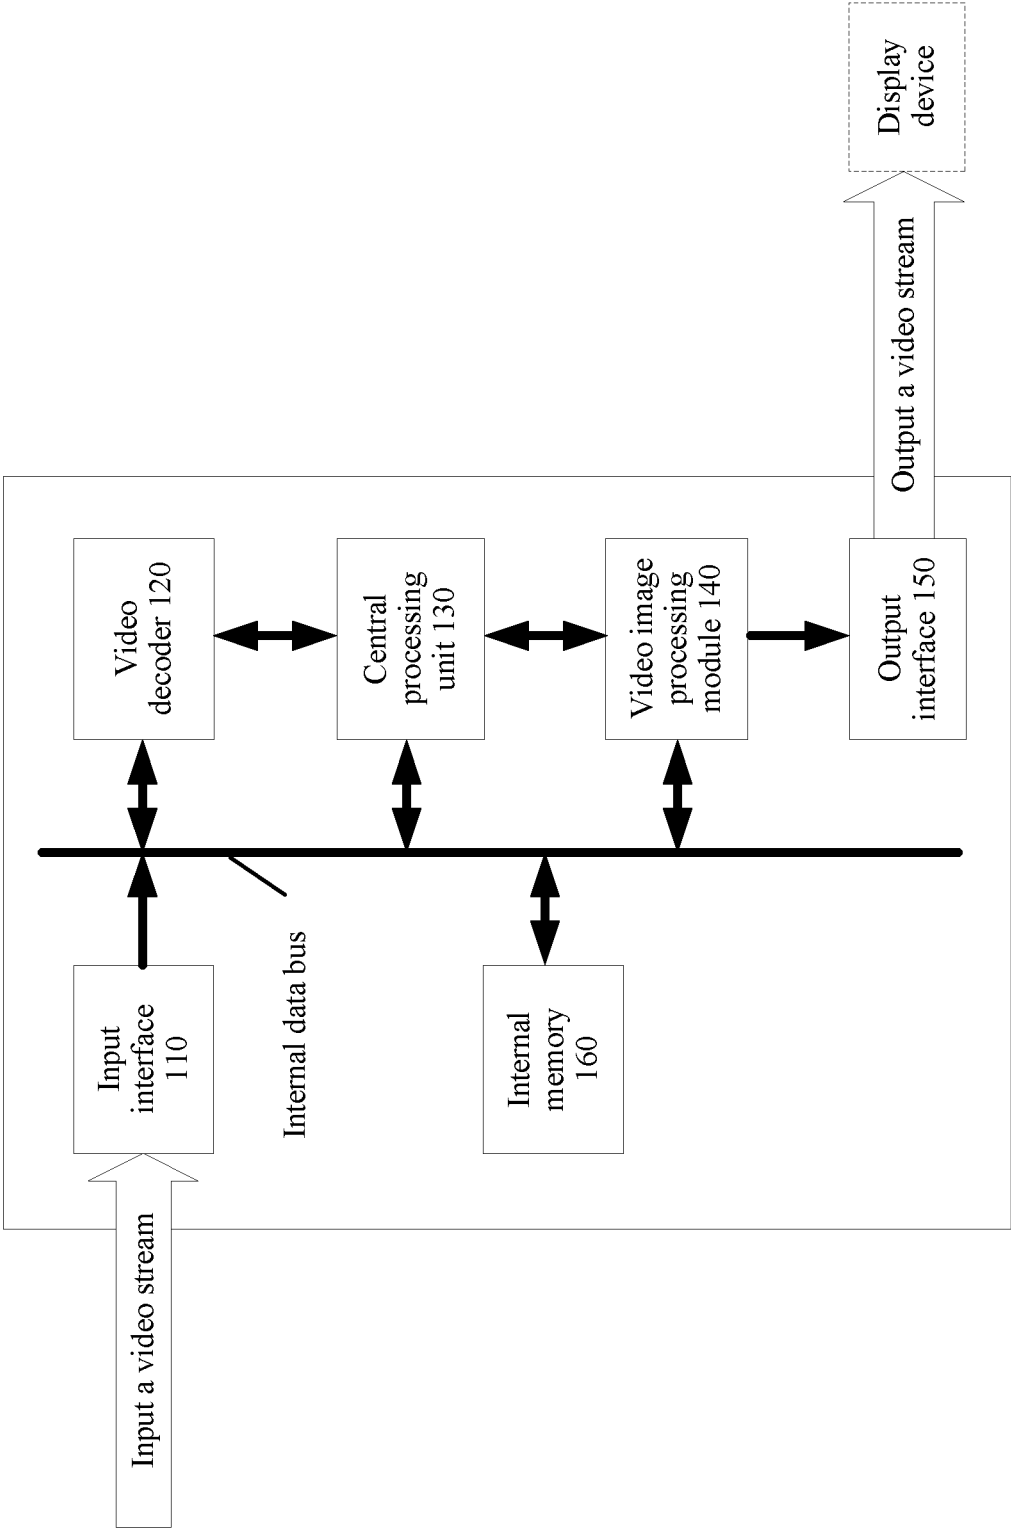 Input a video stream
Input
interface
110
Internal data bus
Internal
memory
160
Video
decoder 120
Central
processing
unit 130
Video image
processing
module 140
Output
interface 150
Output a video stream
Display
device